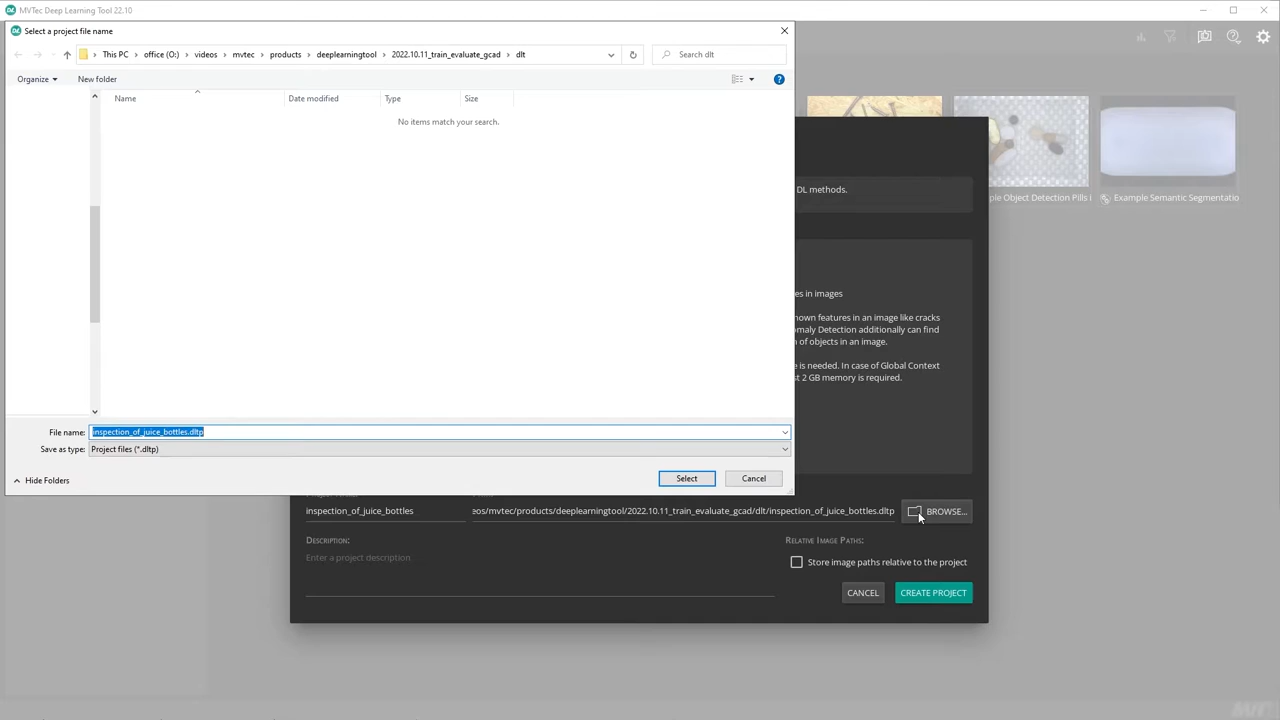 MVTec Deep Learning Tool 22.10
Select a project file name
This PC office (O:) videos mvtec products deeplearningtool 2022.10.11_train_evaluate_gcad dlt
Search dlt
Organize New folder
Name Date modified Type Size
No items match your search.
File name: inspection_of_juice_bottles.dltp
Save as type: Project files (*.dltp)
Hide Folders
Select Cancel
DL methods.
ple Object Detection Pills
Example Semantic Segmentatio
es in images
nown features in an image like cracks
maly Detection additionally can find
n of objects in an image.
e is needed. In case of Global Context
t 2 GB memory is required.
inspection_of_juice_bottles
eos/mvtec/products/deeplearningtool/2022.10.11_train_evaluate_gcad/dlt/inspection_of_juice_bottles.dltp
BROWSE...
DESCRIPTION:
Enter a project description.
RELATIVE IMAGE PATHS:
Store image paths relative to the project
CANCEL CREATE PROJECT